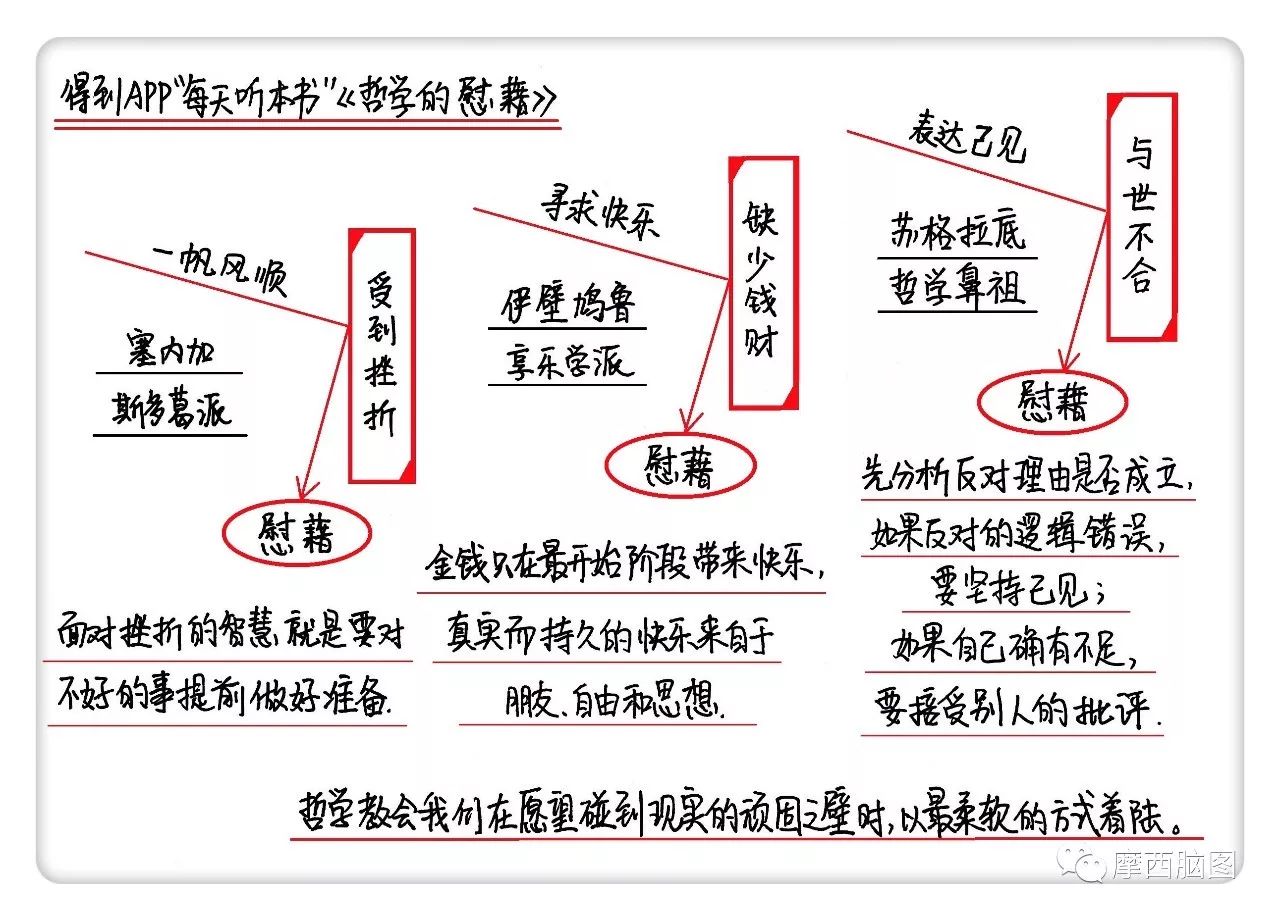 得到APP“每天听本书”《哲学的慰藉》
一帆风顺
受到挫折
塞内加
斯多葛派
慰藉
面对挫折的智慧就是要对
不好的事提前做好准备.
寻求快乐
缺少钱财
伊壁鸠鲁
享乐学派
慰藉
金钱只在最开始阶段带来快乐,
真实而持久的快乐来自于
朋友、自由和思想.
表达己见
与世不合
苏格拉底
哲学鼻祖
慰藉
先分析反对理由是否成立,
如果反对的逻辑错误,
要坚持己见;
如果自己确有不足,
要接受别人的批评.
哲学教会我们在愿望碰到现实的顽固之壁时,以最柔软的方式着陆。
摩西脑图